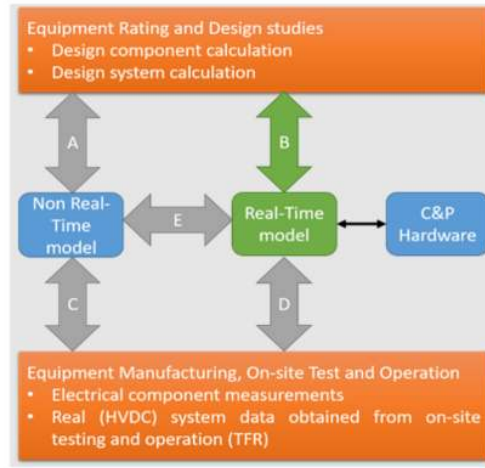 Equipment Rating and Design studies
• Design component calculation
• Design system calculation
A
B
Non Real-
Time
model
E
Real-Time
model
C&P
Hardware
C
D
Equipment Manufacturing, On-site Test and Operation
• Electrical component measurements
• Real (HVDC) system data obtained from on-site
testing and operation (TFR)